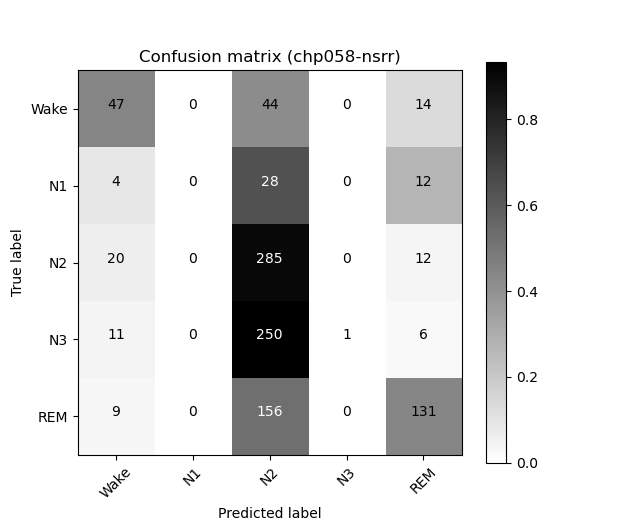 Confusion matrix (chp058-nsrr)
Wake 47 0 44 0 14
N1 4 0 28 0 12
N2 20 0 285 0 12
N3 11 0 250 1 6
REM 9 0 156 0 131
Wake N1 N2 N3 REM
True label
Predicted label
0.8
0.6
0.4
0.2
0.0